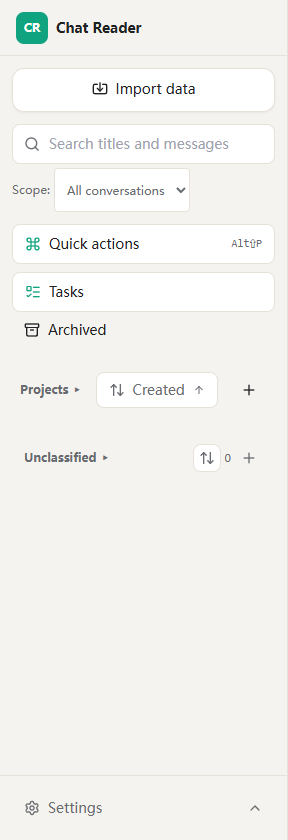 CR Chat Reader
Import data
Search titles and messages
Scope: All conversations
Quick actions Alt⇧P
Tasks
Archived
Projects ▸ Created ↑ +
Unclassified ▸ 0 +
Settings